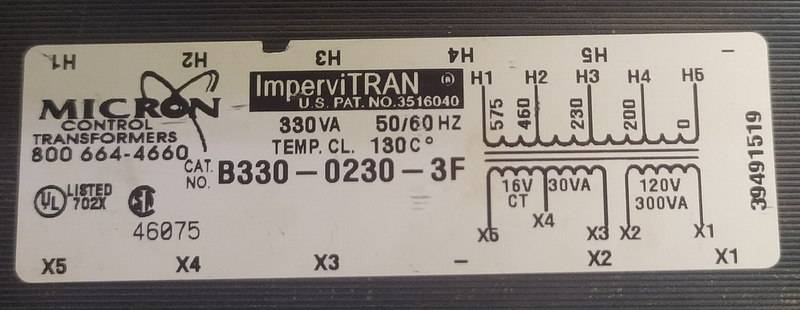 H1 H2 H3 H4 H5 –
MICRON
CONTROL
TRANSFORMERS
800 664-4660
ImperviTRAN ®
U.S. PAT. NO. 3516040
330VA 50/60 HZ
TEMP. CL. 130C°
CAT. NO. B330-0230-3F
UL LISTED 702X
SA
46075
H1 H2 H3 H4 H5
575 460 230 200 0
16V CT 30VA
120V 300VA
X5 X4 X3 X2 X1
39491519
X5 X4 X3 – X2 X1